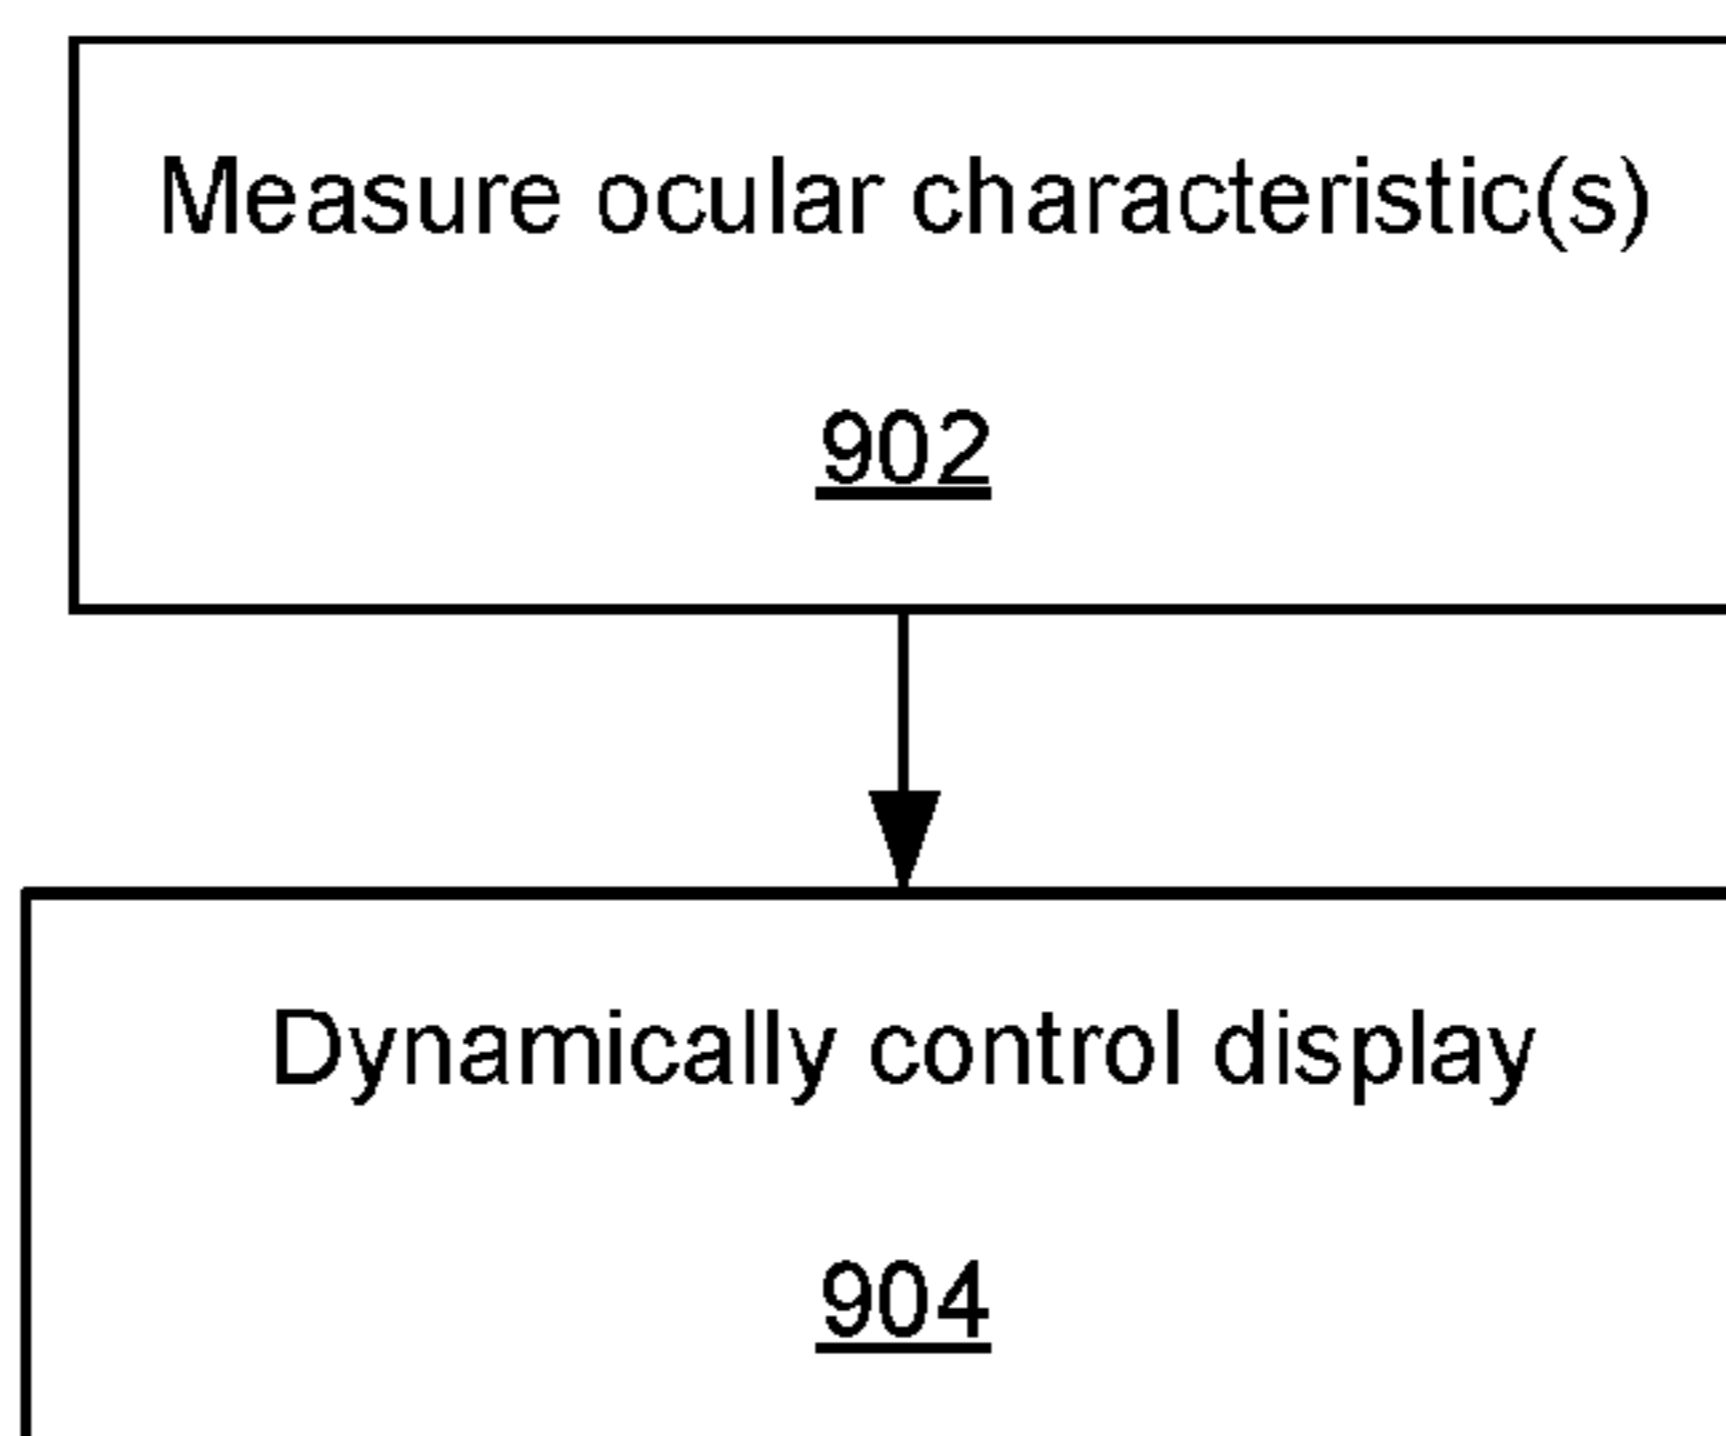 Measure ocular characteristic(s)
902
Dynamically control display
904